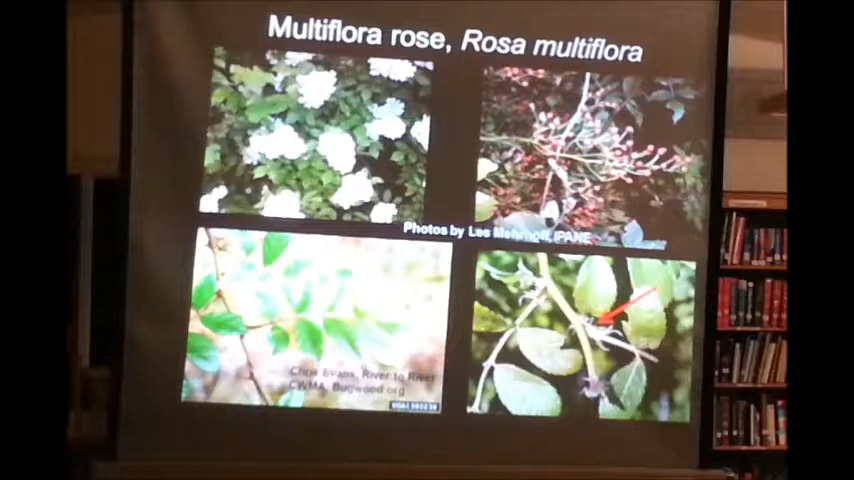 Multiflora rose, Rosa multiflora
Photos by Les Mehrhoff, IPANE
Chris Evans, River to River
CWMA, Bugwood.org